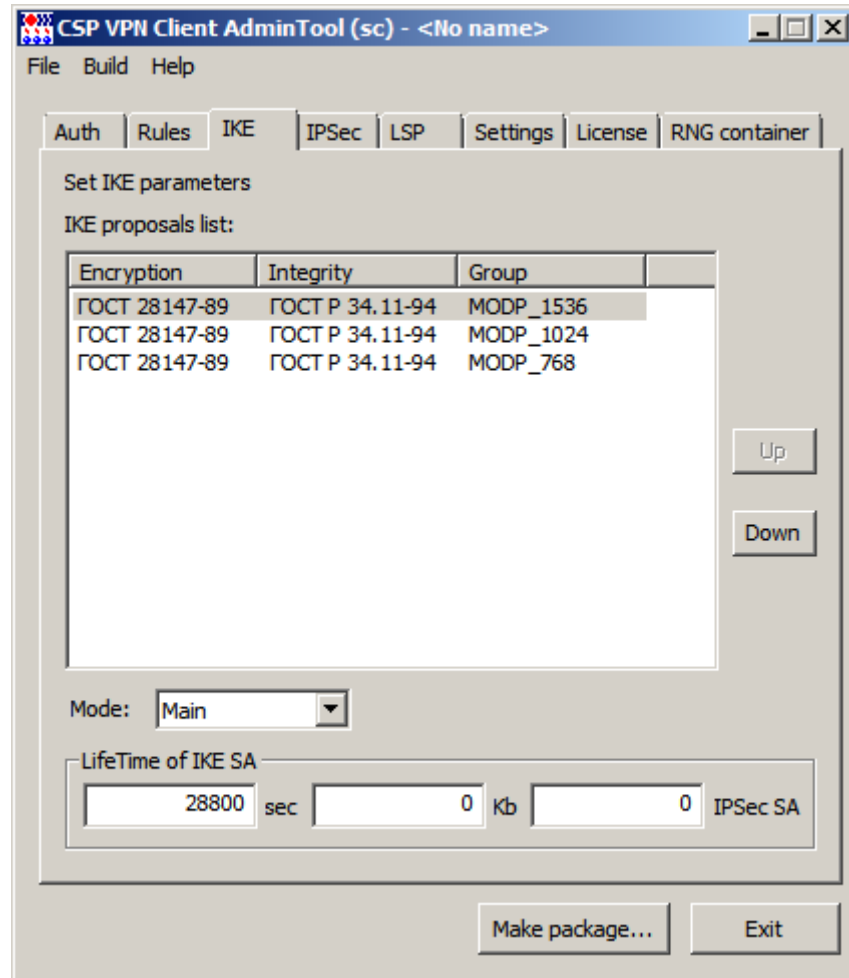 CSP VPN Client AdminTool (sc) - <No name>
File Build Help
Auth Rules IKE IPSec LSP Settings License RNG container
Set IKE parameters
IKE proposals list:
Encryption Integrity Group
ГОСТ 28147-89 ГОСТ Р 34.11-94 MODP_1536
ГОСТ 28147-89 ГОСТ Р 34.11-94 MODP_1024
ГОСТ 28147-89 ГОСТ Р 34.11-94 MODP_768
Up
Down
Mode: Main
LifeTime of IKE SA
28800 sec 0 Kb 0 IPSec SA
Make package... Exit